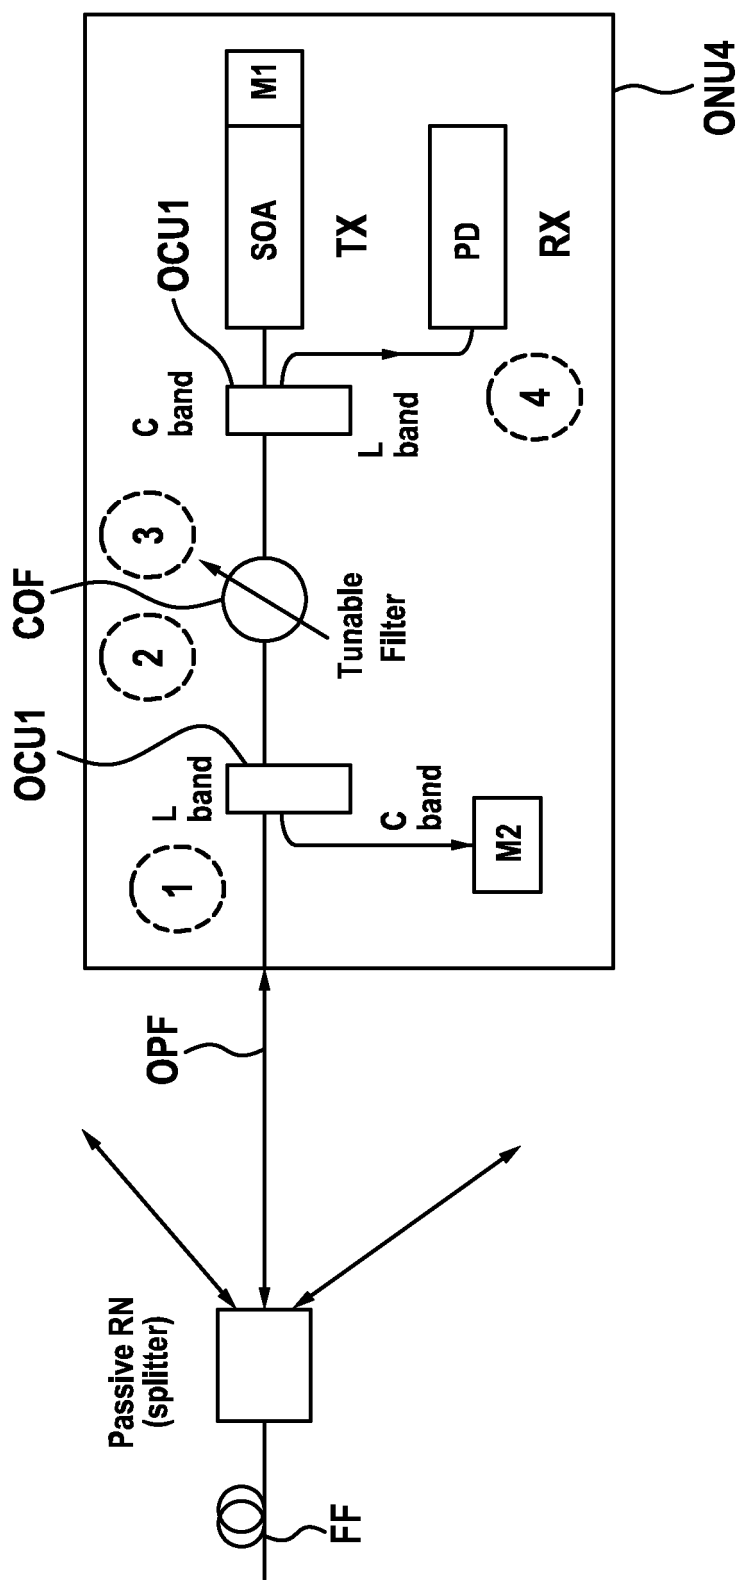 FF
Passive RN
(splitter)
OPF
ONU4
1
OCU1
L
band
C
band
M2
2
COF
3
Tunable
Filter
C
band
OCU1
L
band
SOA
M1
TX
PD
RX
4